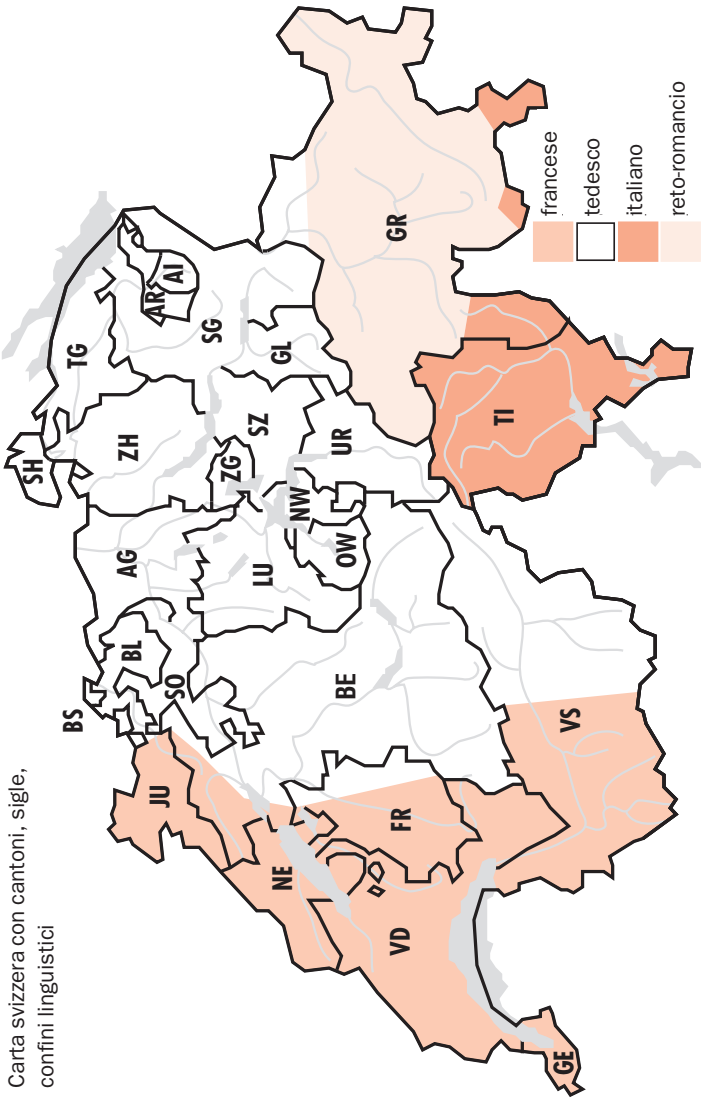 Carta svizzera con cantoni, sigle,
confini linguistici
SH
BS
TG
BL
AG
ZH
AR
AI
JU
SO
SG
ZG
LU
SZ
GL
NE
NW
OW
UR
BE
GR
FR
VD
TI
VS
GE
francese
tedesco
italiano
reto-romancio